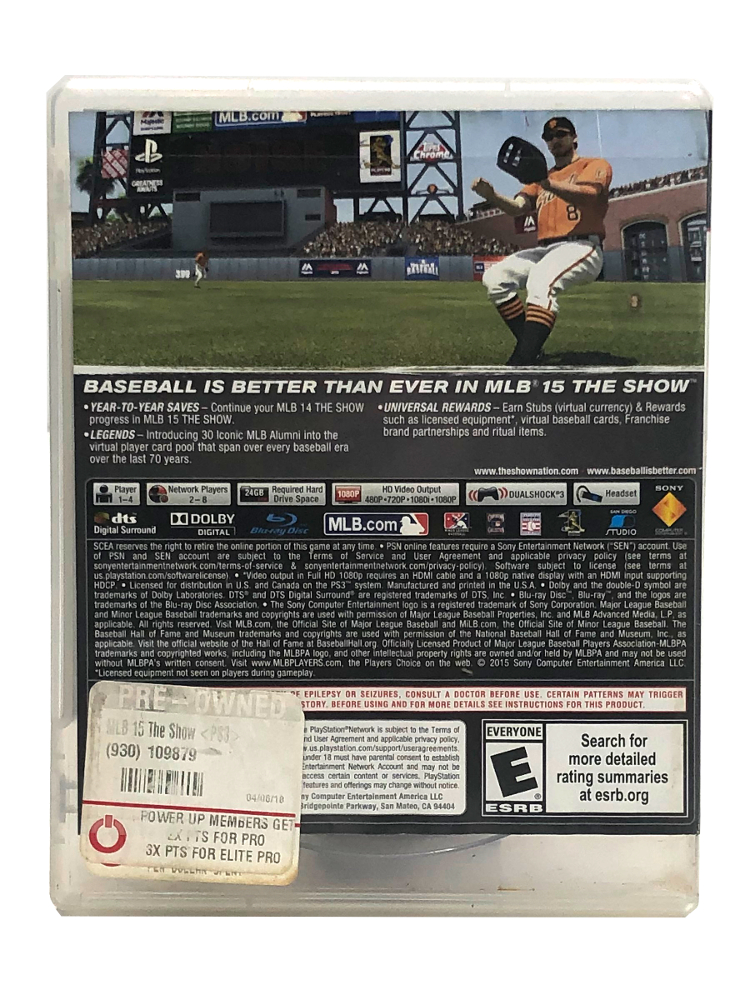 MLB.com
PlayStation
GREATNESS AWAITS
Topps Chrome
399
8
BASEBALL IS BETTER THAN EVER IN MLB® 15 THE SHOW™
• YEAR-TO-YEAR SAVES – Continue your MLB 14 THE SHOW
progress in MLB 15 THE SHOW.
• LEGENDS – Introducing 30 Iconic MLB Alumni into the
virtual player card pool that span over every baseball era
over the last 70 years.
• UNIVERSAL REWARDS – Earn Stubs (virtual currency) & Rewards
such as licensed equipment*, virtual baseball cards, Franchise
brand partnerships and ritual items.
www.theshownation.com www.baseballisbetter.com
Player 1–4
Network Players 2–8
24GB Required Hard Drive Space
1080P HD Video Output 480P•720P•1080i•1080P
DUALSHOCK®3
Headset
SONY
COMPUTER ENTERTAINMENT
dts Digital Surround
DOLBY DIGITAL
Blu-ray Disc
MLB.com
SAN DIEGO STUDIO
SCEA reserves the right to retire the online portion of this game at any time. • PSN online features require a Sony Entertainment Network ("SEN") account. Use
of PSN and SEN account are subject to the Terms of Service and User Agreement and applicable privacy policy (see terms at
sonyentertainmentnetwork.com/terms-of-service & sonyentertainmentnetwork.com/privacy-policy). Software subject to license (see terms at
us.playstation.com/softwarelicense). • *Video output in Full HD 1080p requires an HDMI cable and a 1080p native display with an HDMI input supporting
HDCP. • Licensed for distribution in U.S. and Canada on the PS3™ system. Manufactured and printed in the U.S.A. • Dolby and the double-D symbol are
trademarks of Dolby Laboratories. DTS® and DTS Digital Surround® are registered trademarks of DTS, Inc. • Blu-ray Disc™, Blu-ray™, and the logos are
trademarks of the Blu-ray Disc Association. • The Sony Computer Entertainment logo is a registered trademark of Sony Corporation. Major League Baseball
and Minor League Baseball trademarks and copyrights are used with permission of Major League Baseball Properties, Inc. and MLB Advanced Media, L.P. as
applicable. All rights reserved. Visit MLB.com, the Official Site of Major League Baseball and MiLB.com, the Official Site of Minor League Baseball. The
Baseball Hall of Fame and Museum trademarks and copyrights are used with permission of the National Baseball Hall of Fame and Museum, Inc., as
applicable. Visit the official website of the Hall of Fame at BaseballHall.org. Officially Licensed Product of Major League Baseball Players Association-MLBPA
trademarks and copyrighted works, including the MLBPA logo, and other intellectual property rights are owned and/or held by MLBPA and may not be used
without MLBPA's written consent. Visit www.MLBPLAYERS.com, the Players Choice on the web. © 2015 Sony Computer Entertainment America LLC.
*Licensed equipment not seen on players during gameplay.
OF EPILEPSY OR SEIZURES, CONSULT A DOCTOR BEFORE USE. CERTAIN PATTERNS MAY TRIGGER
STORY. BEFORE USING AND FOR MORE DETAILS SEE INSTRUCTIONS FOR THIS PRODUCT.
PRE-OWNED
MLB 15 The Show <PS3>
(930) 109879
04/06/18
POWER UP MEMBERS GET
2X PTS FOR PRO
3X PTS FOR ELITE PRO
PER DOLLAR SPENT
PlayStation®Network is subject to the Terms of
User Agreement and applicable privacy policy,
us.playstation.com/support/useragreements.
under 18 must have parental consent to establish
Entertainment Network Account and may not be
access certain content or services. PlayStation
features and offerings may change without notice.
Computer Entertainment America LLC
Bridgepointe Parkway, San Mateo, CA 94404
EVERYONE
E
ESRB
Search for
more detailed
rating summaries
at esrb.org